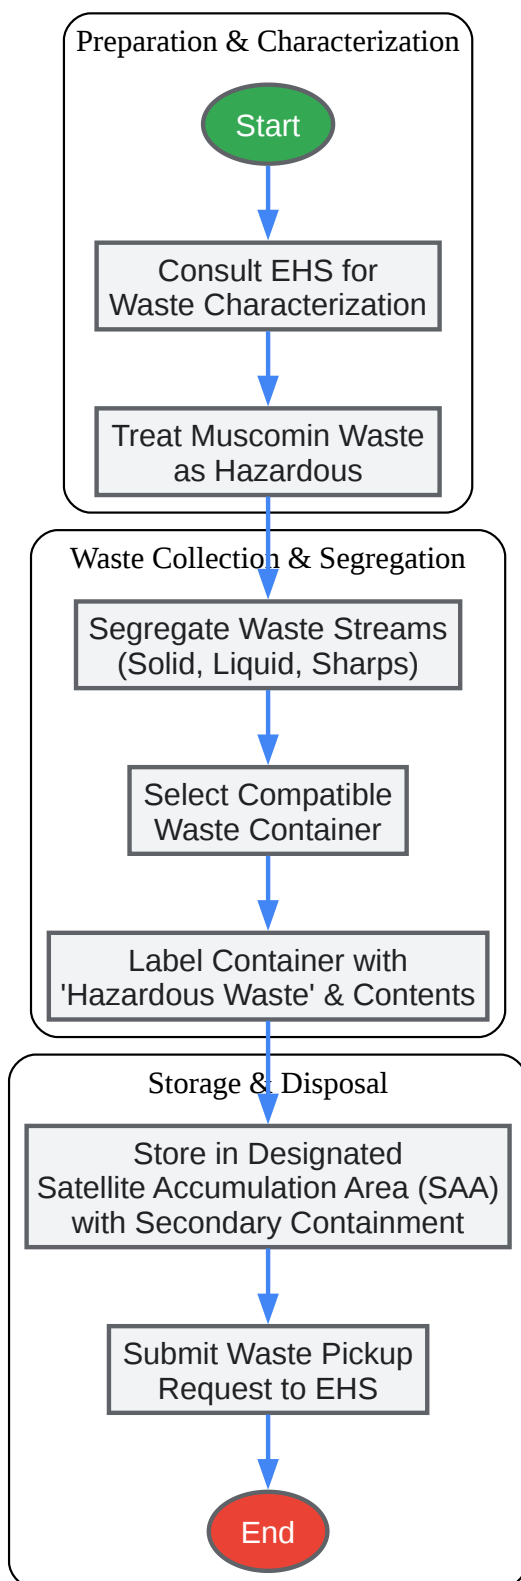 Preparation & Characterization
Start
Consult EHS for
Waste Characterization
Treat Muscomin Waste
as Hazardous
Waste Collection & Segregation
Segregate Waste Streams
(Solid, Liquid, Sharps)
Select Compatible
Waste Container
Label Container with
'Hazardous Waste' & Contents
Storage & Disposal
Store in Designated
Satellite Accumulation Area (SAA)
with Secondary Containment
Submit Waste Pickup
Request to EHS
End